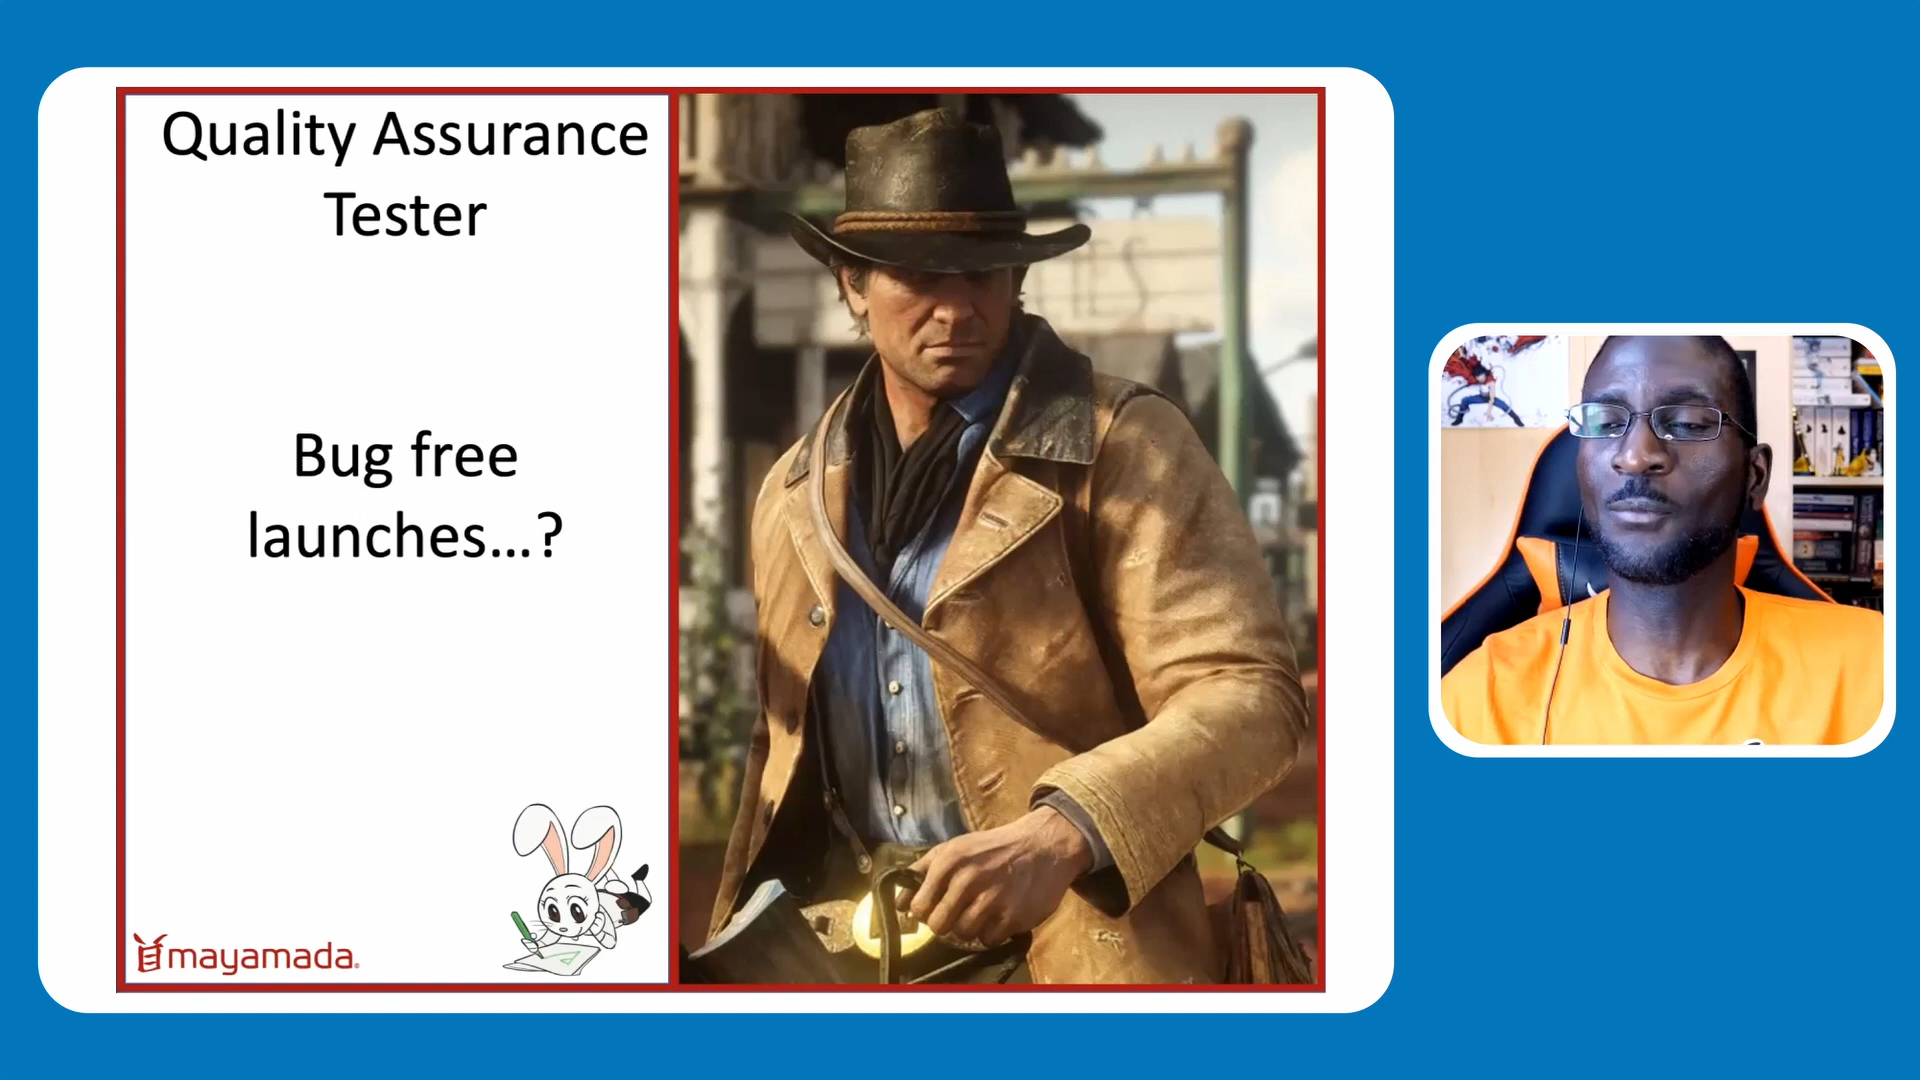 Quality Assurance
Tester
Bug free
launches...?
mayamada